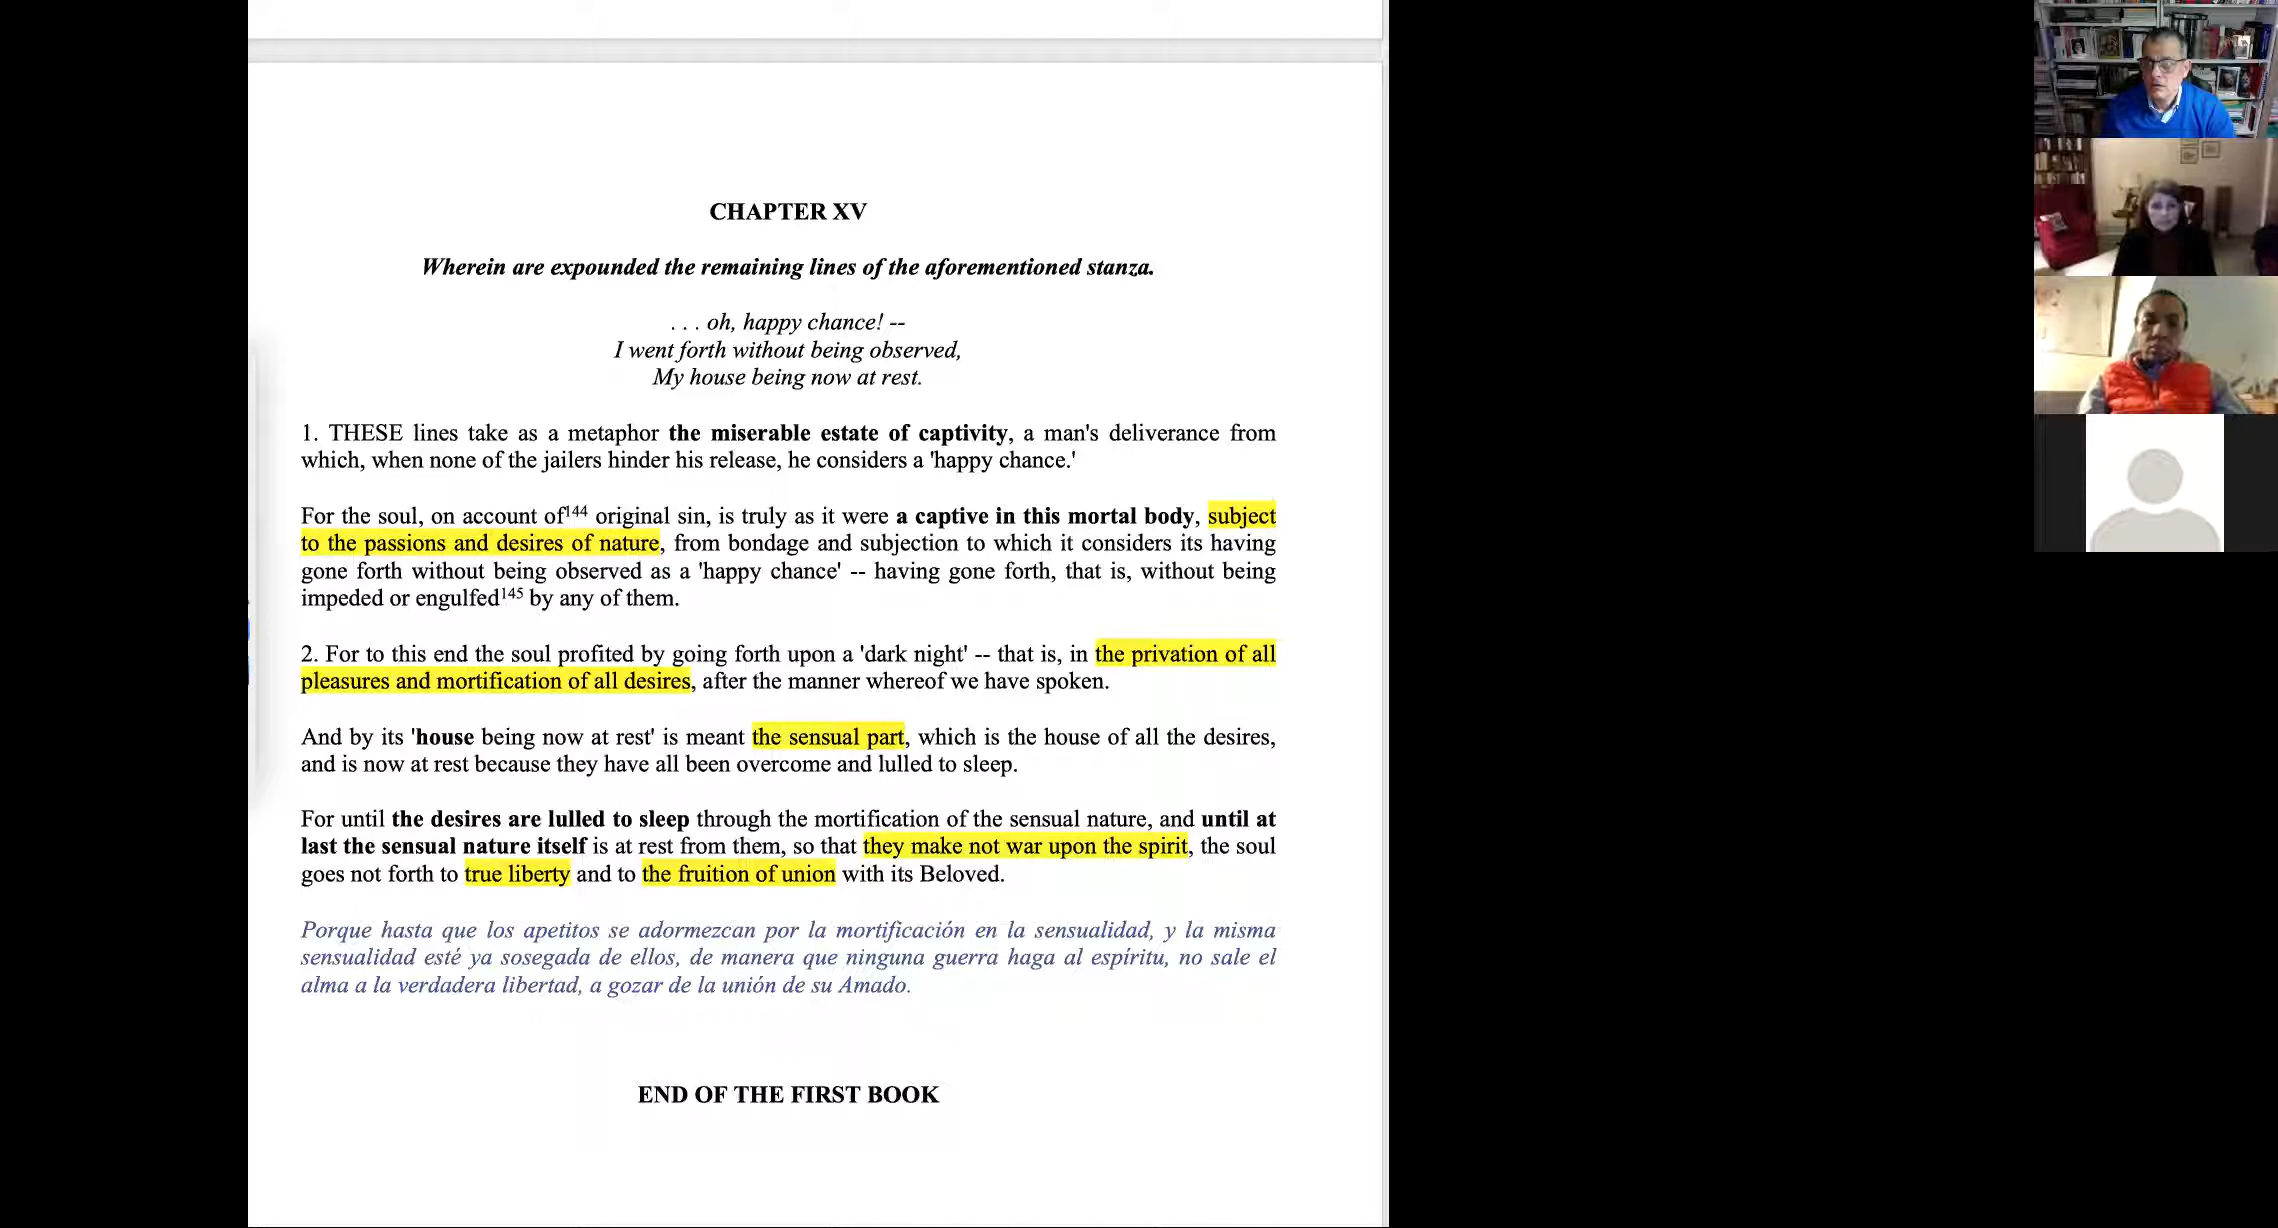 CHAPTER XV
Wherein are expounded the remaining lines of the aforementioned stanza.
. . . oh, happy chance! --
I went forth without being observed,
My house being now at rest.
1. THESE lines take as a metaphor the miserable estate of captivity, a man's deliverance from
which, when none of the jailers hinder his release, he considers a 'happy chance.'
For the soul, on account of144 original sin, is truly as it were a captive in this mortal body, subject
to the passions and desires of nature, from bondage and subjection to which it considers its having
gone forth without being observed as a 'happy chance' -- having gone forth, that is, without being
impeded or engulfed145 by any of them.
2. For to this end the soul profited by going forth upon a 'dark night' -- that is, in the privation of all
pleasures and mortification of all desires, after the manner whereof we have spoken.
And by its 'house being now at rest' is meant the sensual part, which is the house of all the desires,
and is now at rest because they have all been overcome and lulled to sleep.
For until the desires are lulled to sleep through the mortification of the sensual nature, and until at
last the sensual nature itself is at rest from them, so that they make not war upon the spirit, the soul
goes not forth to true liberty and to the fruition of union with its Beloved.
Porque hasta que los apetitos se adormezcan por la mortificación en la sensualidad, y la misma
sensualidad esté ya sosegada de ellos, de manera que ninguna guerra haga al espíritu, no sale el
alma a la verdadera libertad, a gozar de la unión de su Amado.
END OF THE FIRST BOOK